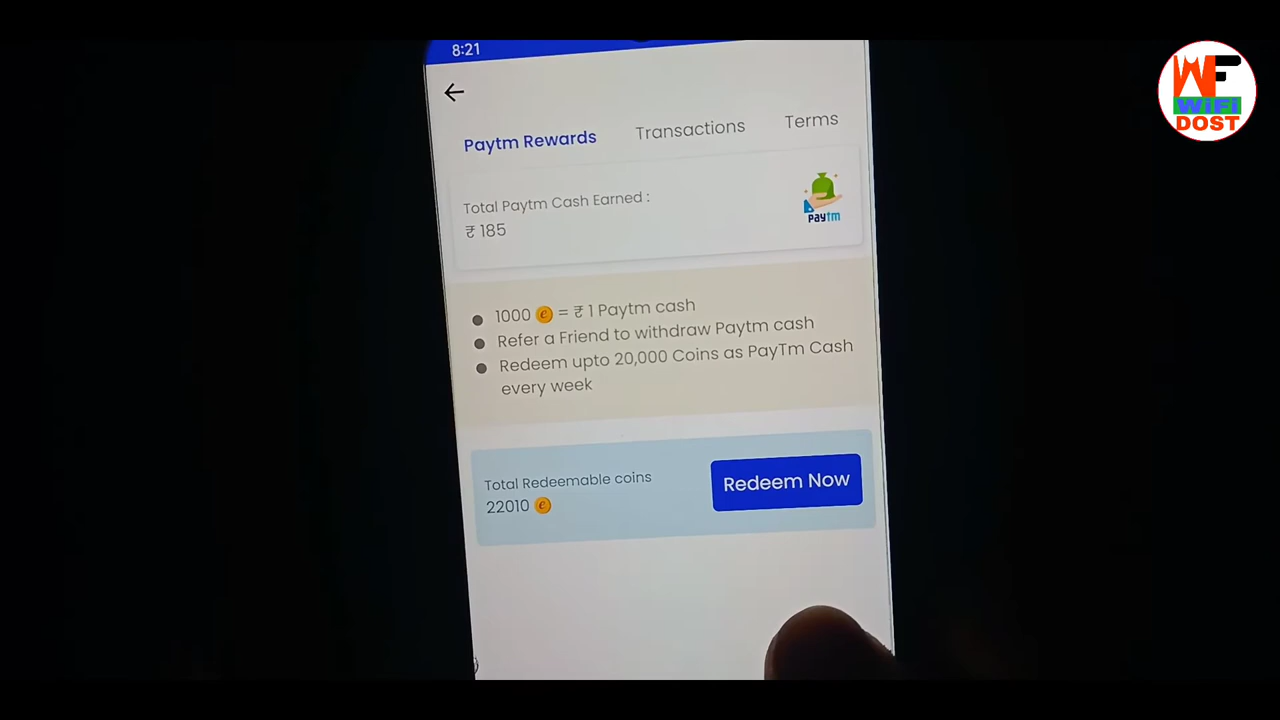 8:21
WF
WiFi
DOST
Paytm Rewards Transactions Terms
Total Paytm Cash Earned :
₹ 185
Paytm
1000 e = ₹ 1 Paytm cash
Refer a Friend to withdraw Paytm cash
Redeem upto 20,000 Coins as PayTm Cash
every week
Total Redeemable coins
22010 e
Redeem Now